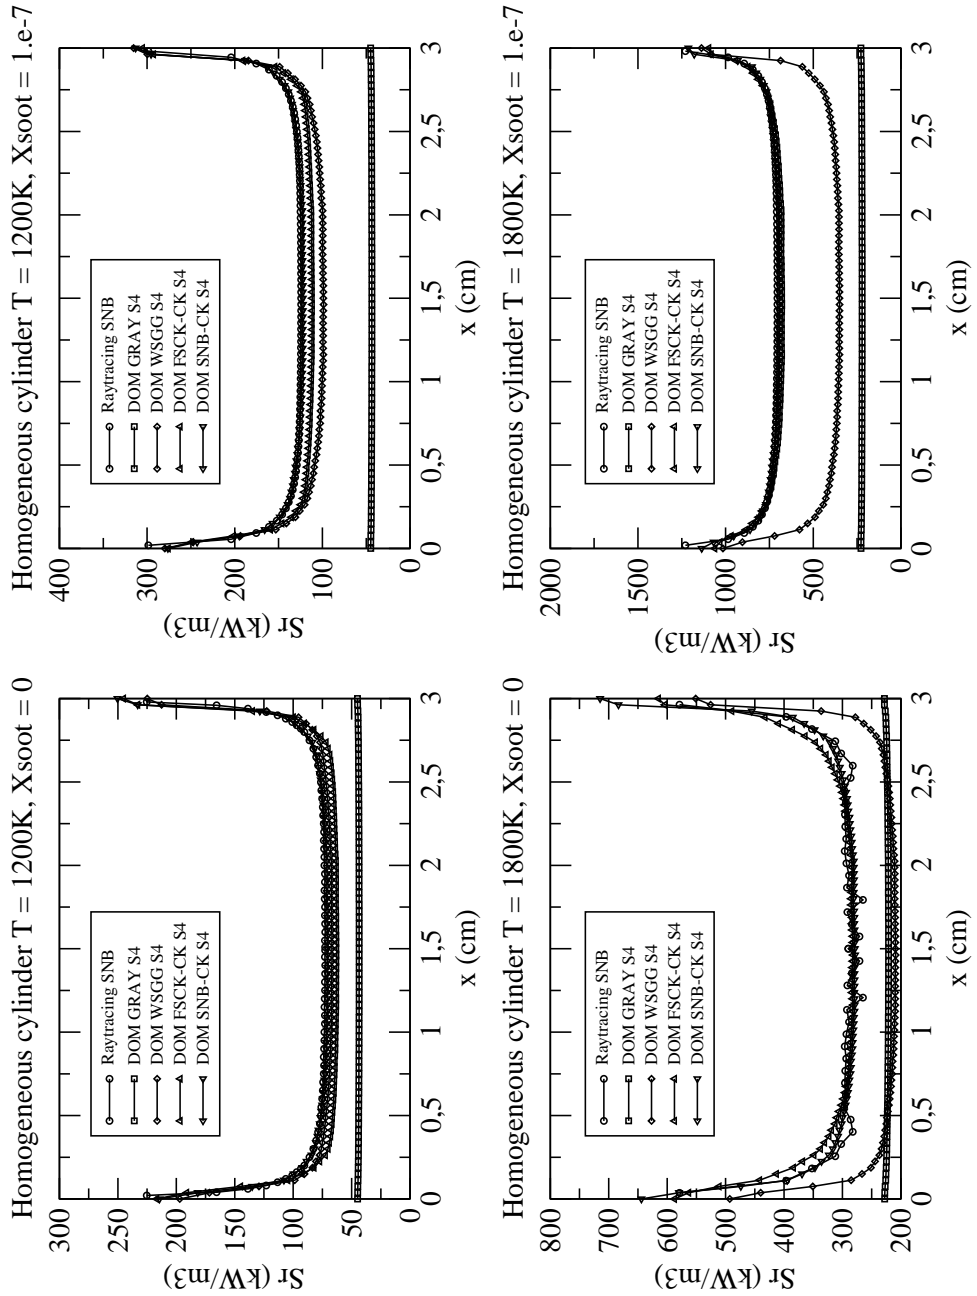 Homogeneous cylinder T = 1200K, Xsoot = 0
Sr (kW/m3)
300
250
200
150
100
50
0
Raytracing SNB
DOM GRAY S4
DOM WSGG S4
DOM FSCK-CK S4
DOM SNB-CK S4
0 0,5 1 1,5 2 2,5 3
x (cm)
Homogeneous cylinder T = 1200K, Xsoot = 1.e-7
Sr (kW/m3)
400
300
200
100
0
Raytracing SNB
DOM GRAY S4
DOM WSGG S4
DOM FSCK-CK S4
DOM SNB-CK S4
0 0,5 1 1,5 2 2,5 3
x (cm)
Homogeneous cylinder T = 1800K, Xsoot = 0
Sr (kW/m3)
800
700
600
500
400
300
200
Raytracing SNB
DOM GRAY S4
DOM WSGG S4
DOM FSCK-CK S4
DOM SNB-CK S4
0 0,5 1 1,5 2 2,5 3
x (cm)
Homogeneous cylinder T = 1800K, Xsoot = 1.e-7
Sr (kW/m3)
2000
1500
1000
500
0
Raytracing SNB
DOM GRAY S4
DOM WSGG S4
DOM FSCK-CK S4
DOM SNB-CK S4
0 0,5 1 1,5 2 2,5 3
x (cm)